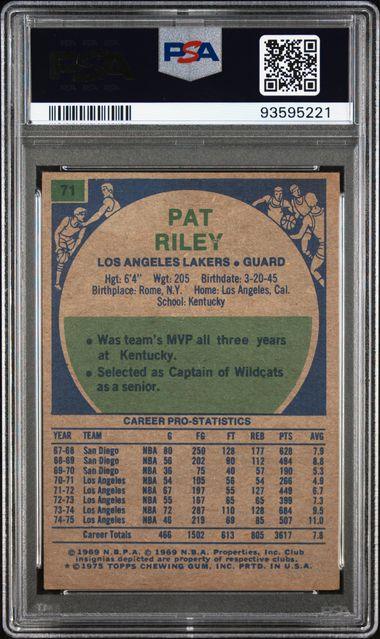 PSA
PSA
93595221
71
PAT
RILEY
LOS ANGELES LAKERS • GUARD
Hgt: 6'4" Wgt: 205 Birthdate: 3-20-45
Birthplace: Rome, N.Y. Home: Los Angeles, Cal.
School: Kentucky
• Was team's MVP all three years
at Kentucky.
• Selected as Captain of Wildcats
as a senior.
CAREER PRO-STATISTICS
YEAR TEAM G FG FT REB PTS AVG
67-68 San Diego NBA 80 250 128 177 628 7.9
68-69 San Diego NBA 56 202 90 112 494 8.8
69-70 San Diego NBA 36 75 40 57 190 5.3
70-71 Los Angeles NBA 54 105 56 54 266 4.9
71-72 Los Angeles NBA 67 197 55 127 449 6.7
72-73 Los Angeles NBA 55 167 65 65 399 7.3
73-74 Los Angeles NBA 72 287 110 128 684 9.5
74-75 Los Angeles NBA 46 219 69 85 507 11.0
Career Totals 466 1502 613 805 3617 7.8
© 1969 N.B.P.A. © 1969 N.B.A. Properties, Inc. Club
insignias depicted are property of respective clubs.
★©1975 TOPPS CHEWING GUM, INC. PRTD. IN U.S.A.